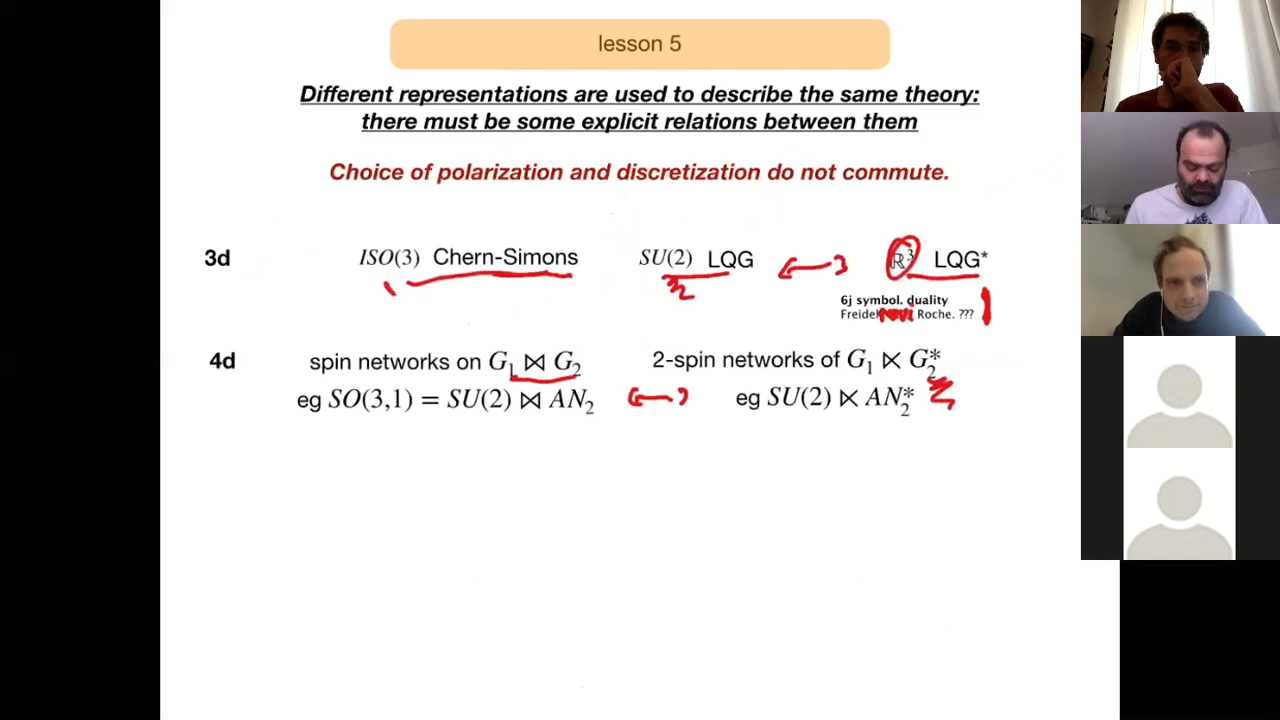 lesson 5
Different representations are used to describe the same theory:
there must be some explicit relations between them
Choice of polarization and discretization do not commute.
3d ISO(3) Chern-Simons SU(2) LQG ℝ³ LQG*
6j symbol. duality
Roche. ???
4d spin networks on G₁ ⋈ G₂ 2-spin networks of G₁ ⋉ G₂*
eg SO(3,1) = SU(2) ⋈ AN₂ eg SU(2) ⋉ AN₂*